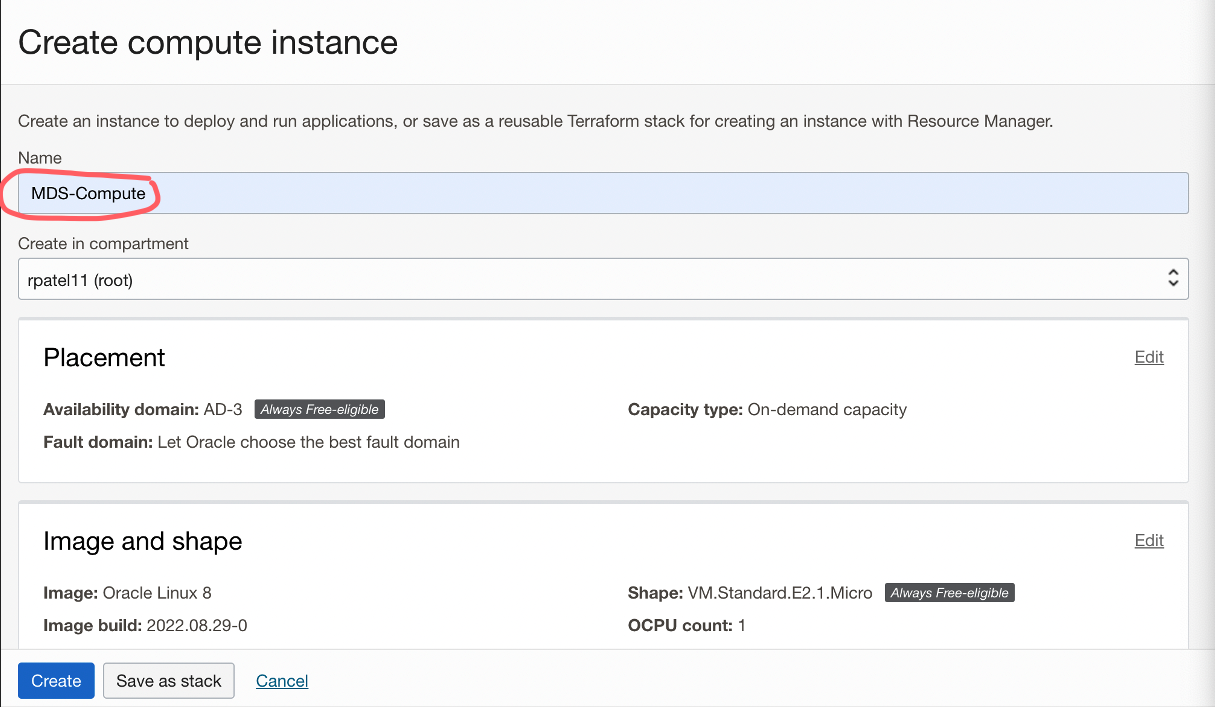 Create compute instance
Create an instance to deploy and run applications, or save as a reusable Terraform stack for creating an instance with Resource Manager.
Name
MDS-Compute
Create in compartment
rpatel11 (root)
Placement
Edit
Availability domain: AD-3 Always Free-eligible
Capacity type: On-demand capacity
Fault domain: Let Oracle choose the best fault domain
Image and shape
Edit
Image: Oracle Linux 8
Shape: VM.Standard.E2.1.Micro Always Free-eligible
Image build: 2022.08.29-0
OCPU count: 1
Create Save as stack Cancel